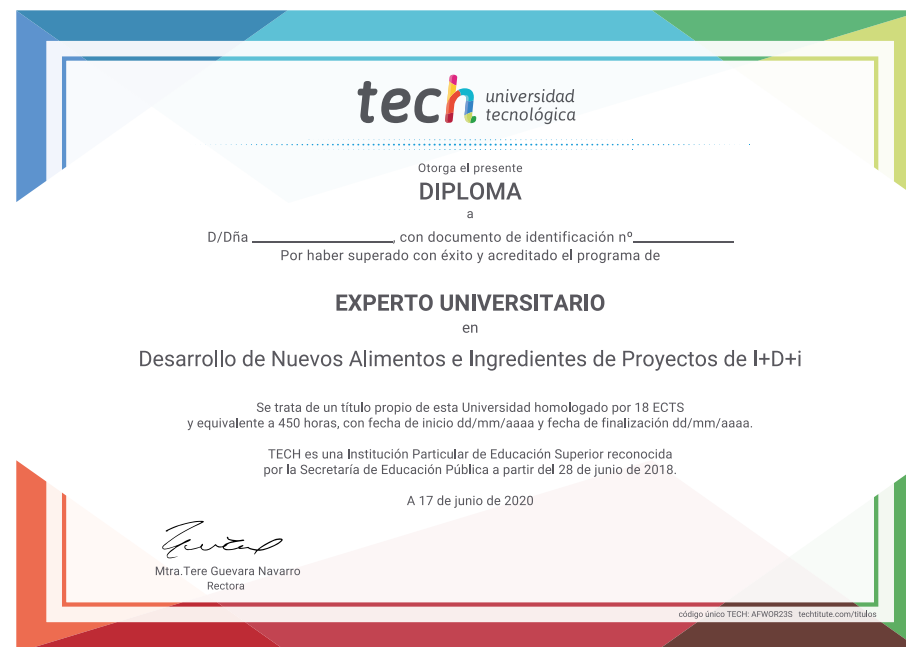 tech universidad
tecnológica
Otorga el presente
DIPLOMA
a
D/Dña ____________________, con documento de identificación nº______________
Por haber superado con éxito y acreditado el programa de
EXPERTO UNIVERSITARIO
en
Desarrollo de Nuevos Alimentos e Ingredientes de Proyectos de I+D+i
Se trata de un título propio de esta Universidad homologado por 18 ECTS
y equivalente a 450 horas, con fecha de inicio dd/mm/aaaa y fecha de finalización dd/mm/aaaa.
TECH es una Institución Particular de Educación Superior reconocida
por la Secretaría de Educación Pública a partir del 28 de junio de 2018.
A 17 de junio de 2020
Mtra.Tere Guevara Navarro
Rectora
código único TECH: AFWOR23S techtitute.com/titulos